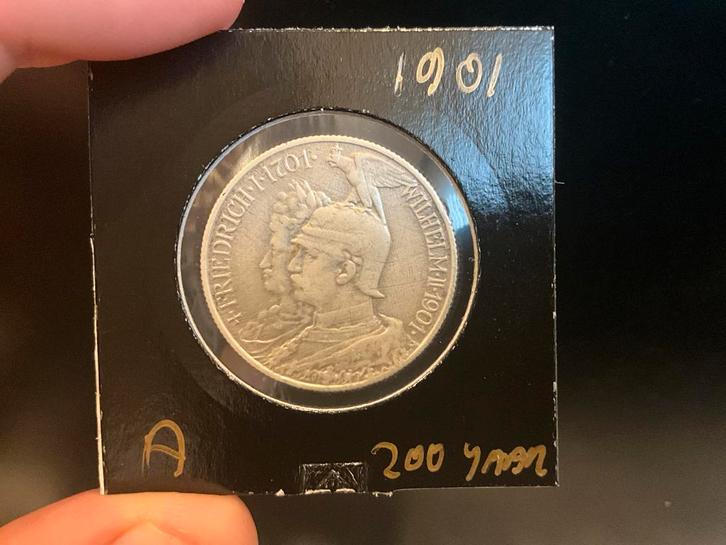 1901
+ FRIEDRICH · I · 1701 ·
WILHELM · II · 1901 ·
A
200 YAAR